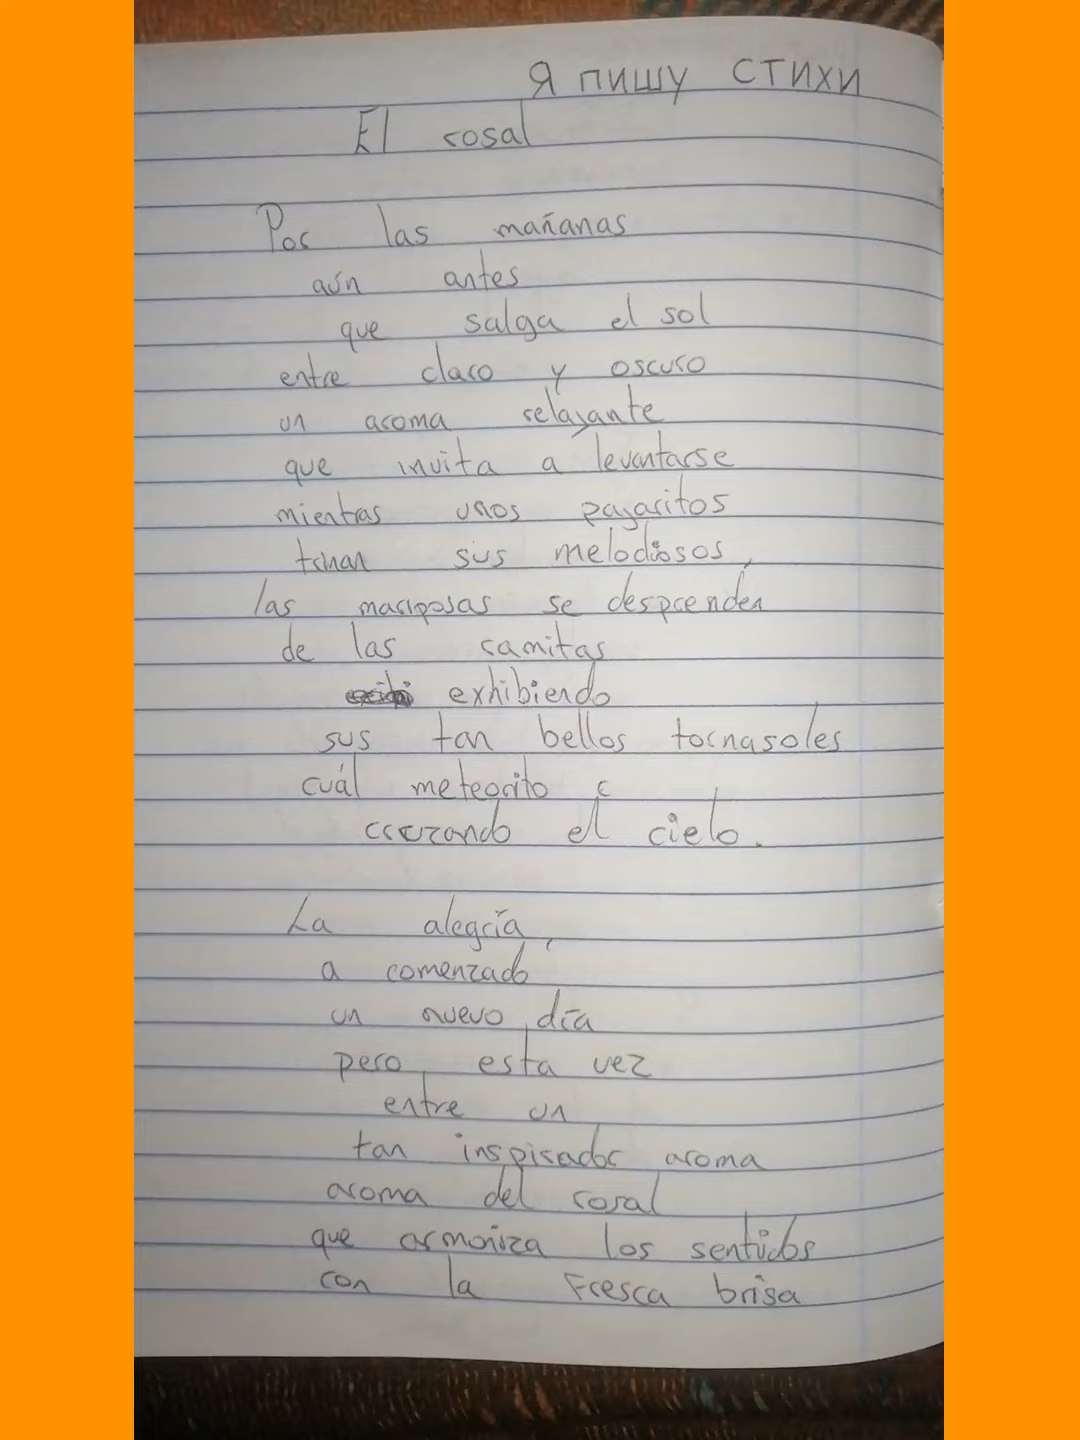 Я ПИШУ СТИХИ
El rosal
Por las mañanas
aún antes
que salga el sol
entre claro y oscuro
un aroma relajante
que invita a levantarse
mientras unos pajaritos
trinan sus melodiosos,
las mariposas se desprenden
de las ramitas
exhibiendo
sus tan bellos tornasoles
cuál meteorito
cruzando el cielo.
La alegría,
a comenzado
un nuevo día
pero, esta vez
entre un
tan inspirador aroma
aroma del rosal
que armoniza los sentidos
con la fresca brisa